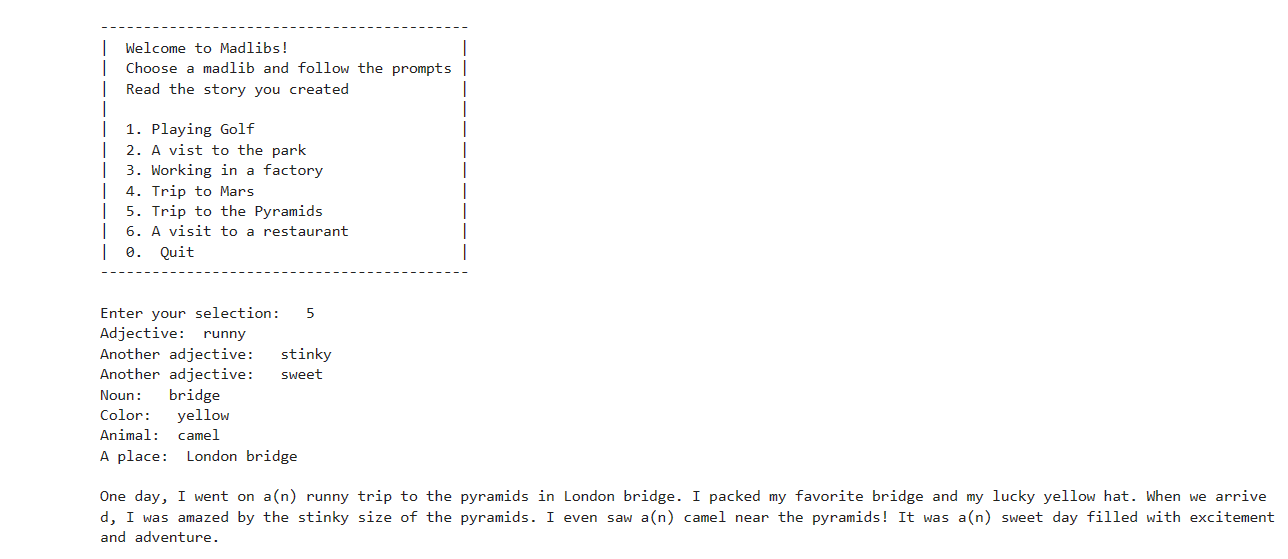 -------------------------------------------
|  Welcome to Madlibs!                    |
|  Choose a madlib and follow the prompts |
|  Read the story you created             |
|                                         |
|  1. Playing Golf                        |
|  2. A vist to the park                  |
|  3. Working in a factory                |
|  4. Trip to Mars                        |
|  5. Trip to the Pyramids                |
|  6. A visit to a restaurant             |
|  0.  Quit                               |
-------------------------------------------
Enter your selection:   5
Adjective:  runny
Another adjective:   stinky
Another adjective:   sweet
Noun:   bridge
Color:   yellow
Animal:  camel
A place:  London bridge
One day, I went on a(n) runny trip to the pyramids in London bridge. I packed my favorite bridge and my lucky yellow hat. When we arrive
d, I was amazed by the stinky size of the pyramids. I even saw a(n) camel near the pyramids! It was a(n) sweet day filled with excitement
and adventure.